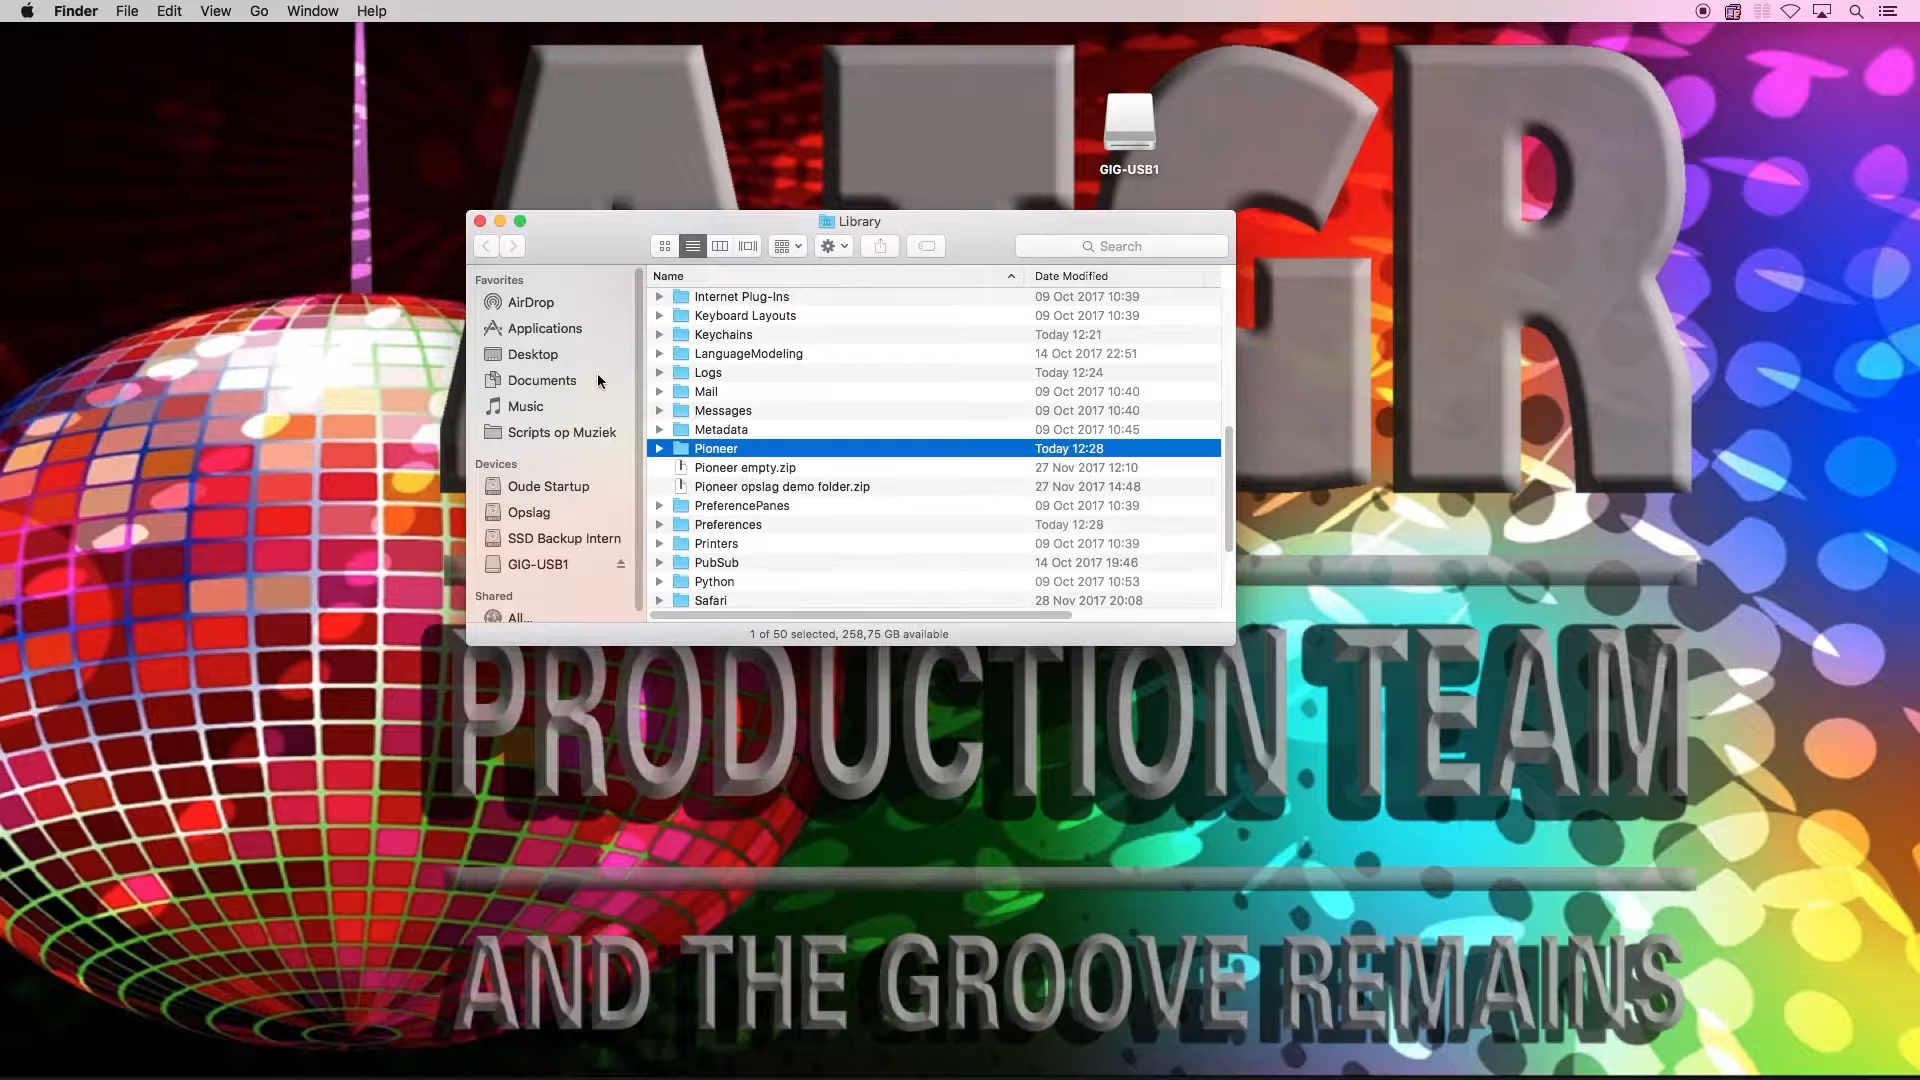 Finder File Edit View Go Window Help
GIG-USB1
Library
Search
Favorites
AirDrop
Applications
Desktop
Documents
Music
Scripts op Muziek
Devices
Oude Startup
Opslag
SSD Backup Intern
GIG-USB1
Shared
All...
Name Date Modified
Internet Plug-Ins 09 Oct 2017 10:39
Keyboard Layouts 09 Oct 2017 10:39
Keychains Today 12:21
LanguageModeling 14 Oct 2017 22:51
Logs Today 12:24
Mail 09 Oct 2017 10:40
Messages 09 Oct 2017 10:40
Metadata 09 Oct 2017 10:45
Pioneer Today 12:28
Pioneer empty.zip 27 Nov 2017 12:10
Pioneer opslag demo folder.zip 27 Nov 2017 14:48
PreferencePanes 09 Oct 2017 10:39
Preferences Today 12:28
Printers 09 Oct 2017 10:39
PubSub 14 Oct 2017 19:46
Python 09 Oct 2017 10:53
Safari 28 Nov 2017 20:08
1 of 50 selected, 258,75 GB available
PRODUCTION TEAM
AND THE GROOVE REMAINS